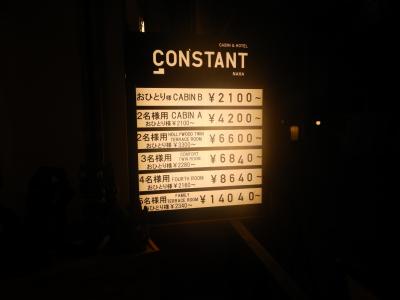 CABIN & HOTEL
CONSTANT
NAHA
おひとり様 CABIN B ¥2100~
2名様用 CABIN A ¥4200~
おひとり様¥2100~
2名様用 HOLLYWOOD TWIN TERRACE ROOM ¥6600~
おひとり様¥3300~
3名様用 COMFORT TWIN ROOM ¥6840~
おひとり様¥2280~
4名様用 FOURTH ROOM ¥8640~
おひとり様¥2160~
6名様用 FAMILY TERRACE ROOM ¥14040~
おひとり様¥2340~